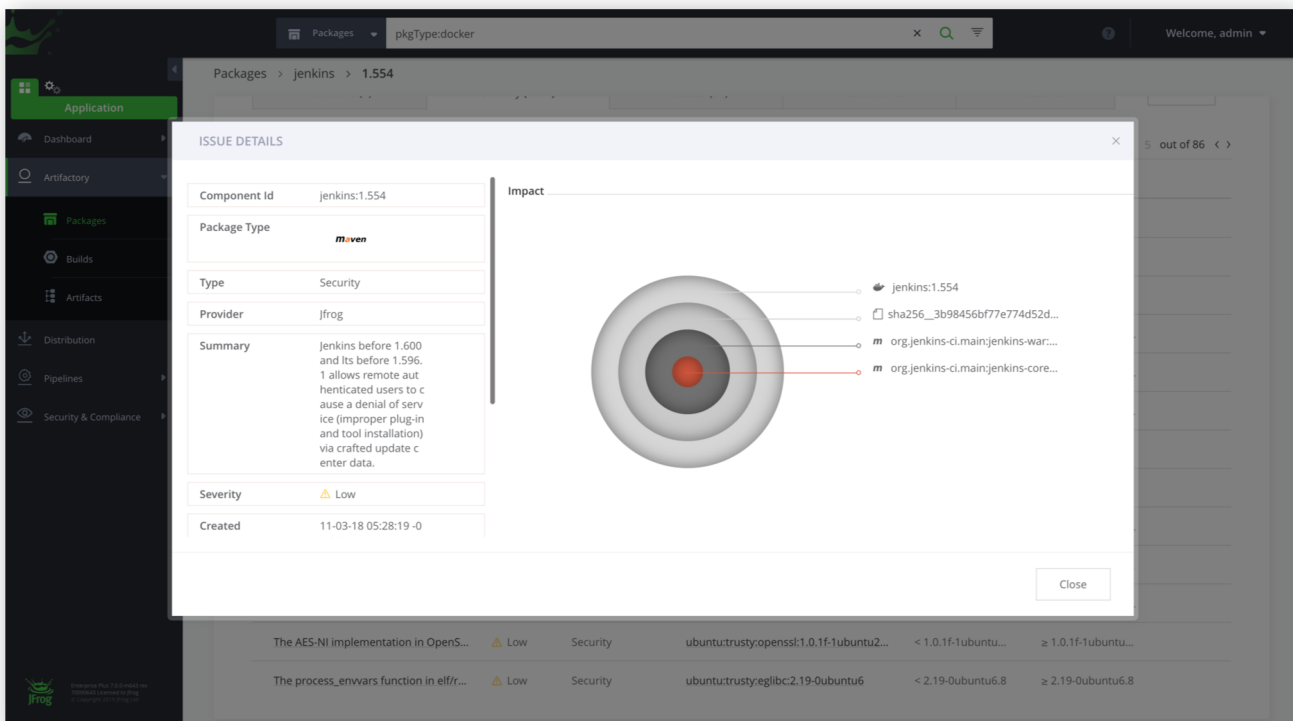 Packages
pkgType:docker
Welcome, admin
Packages > jenkins > 1.554
Application
Dashboard
Artifactory
Packages
Builds
Artifacts
Distribution
Pipelines
Security & Compliance
JFrog
out of 86 < >
ISSUE DETAILS
Component Id jenkins:1.554
Package Type maven
Type Security
Provider Jfrog
Summary Jenkins before 1.600
and lts before 1.596.
1 allows remote aut
henticated users to c
ause a denial of serv
ice (improper plug-in
and tool installation)
via crafted update c
enter data.
Severity Low
Created 11-03-18 05:28:19 -0
Impact
jenkins:1.554
sha256__3b98456bf77e774d52d...
m org.jenkins-ci.main:jenkins-war:...
m org.jenkins-ci.main:jenkins-core...
Close
The AES-NI implementation in OpenS... Low Security ubuntu:trusty:openssl:1.0.1f-1ubuntu2... < 1.0.1f-1ubuntu... ≥ 1.0.1f-1ubuntu...
The process_envvars function in elf/r... Low Security ubuntu:trusty:eglibc:2.19-0ubuntu6 < 2.19-0ubuntu6.8 ≥ 2.19-0ubuntu6.8